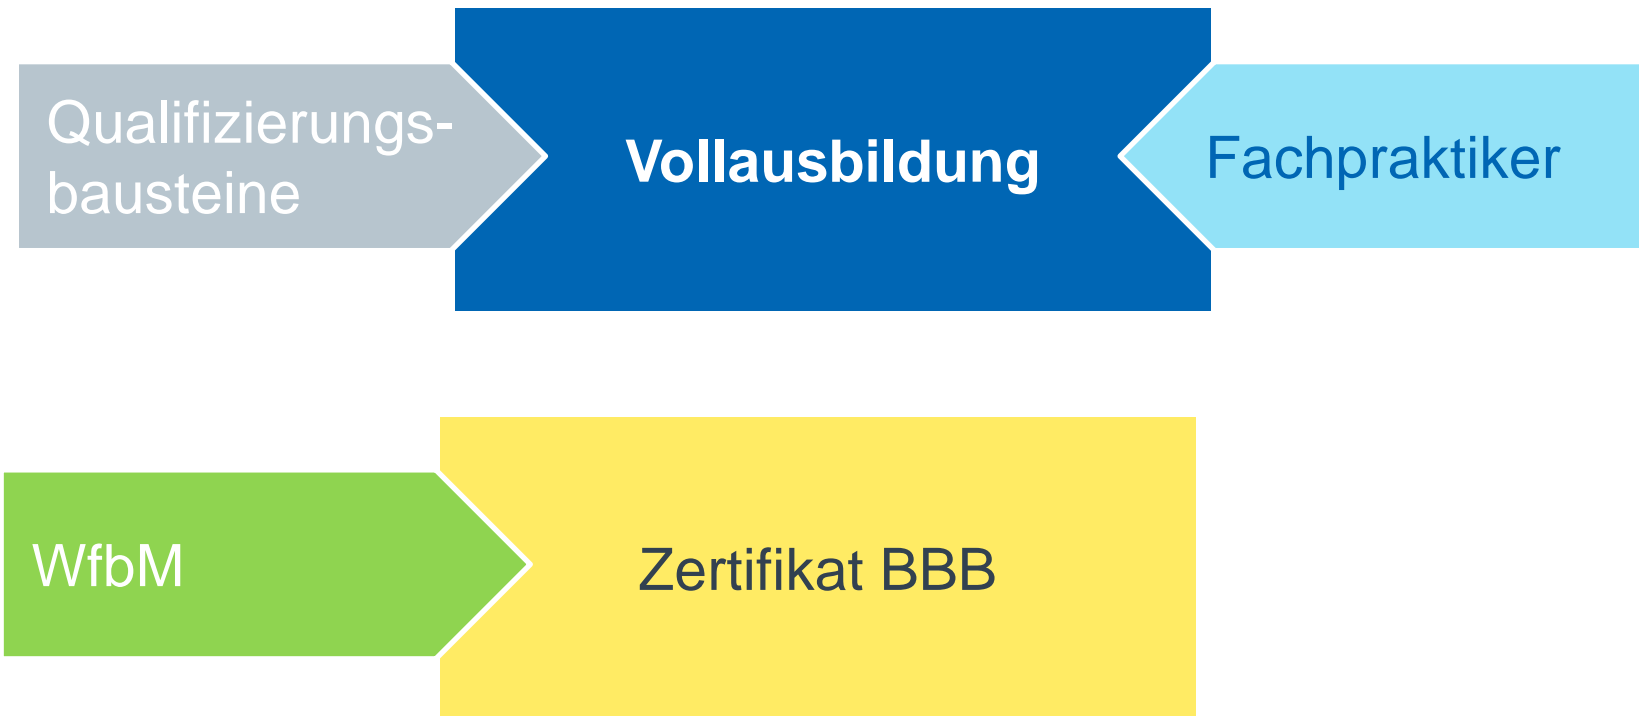 Qualifizierungs-
bausteine
Vollausbildung
Fachpraktiker
WfbM
Zertifikat BBB